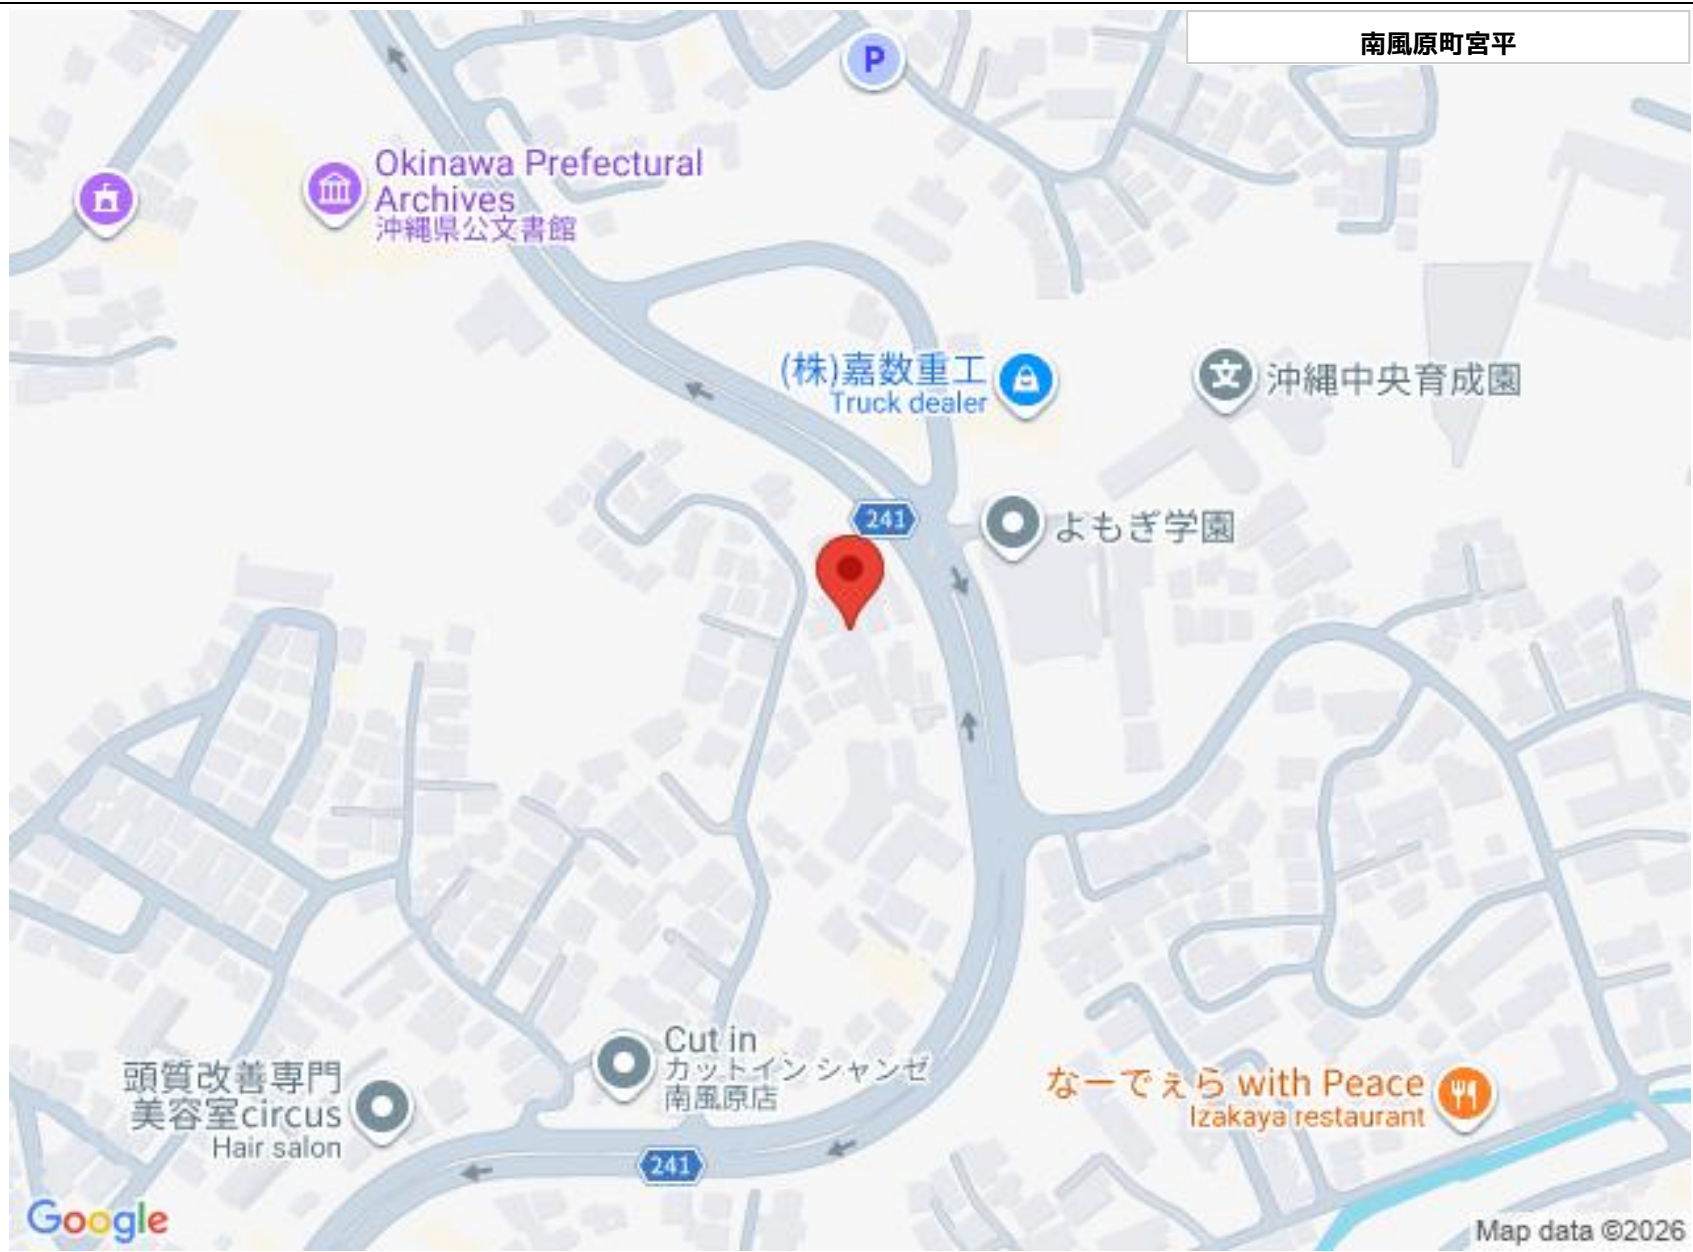 南風原町宮平
P
Okinawa Prefectural
Archives
沖縄県公文書館
(株)嘉数重工
Truck dealer
文
沖縄中央育成園
241
よもぎ学園
Cut in
カットインシャンゼ
南風原店
頭質改善専門
美容室circus
Hair salon
なーでぇら with Peace
Izakaya restaurant
241
Google
Map data ©2026